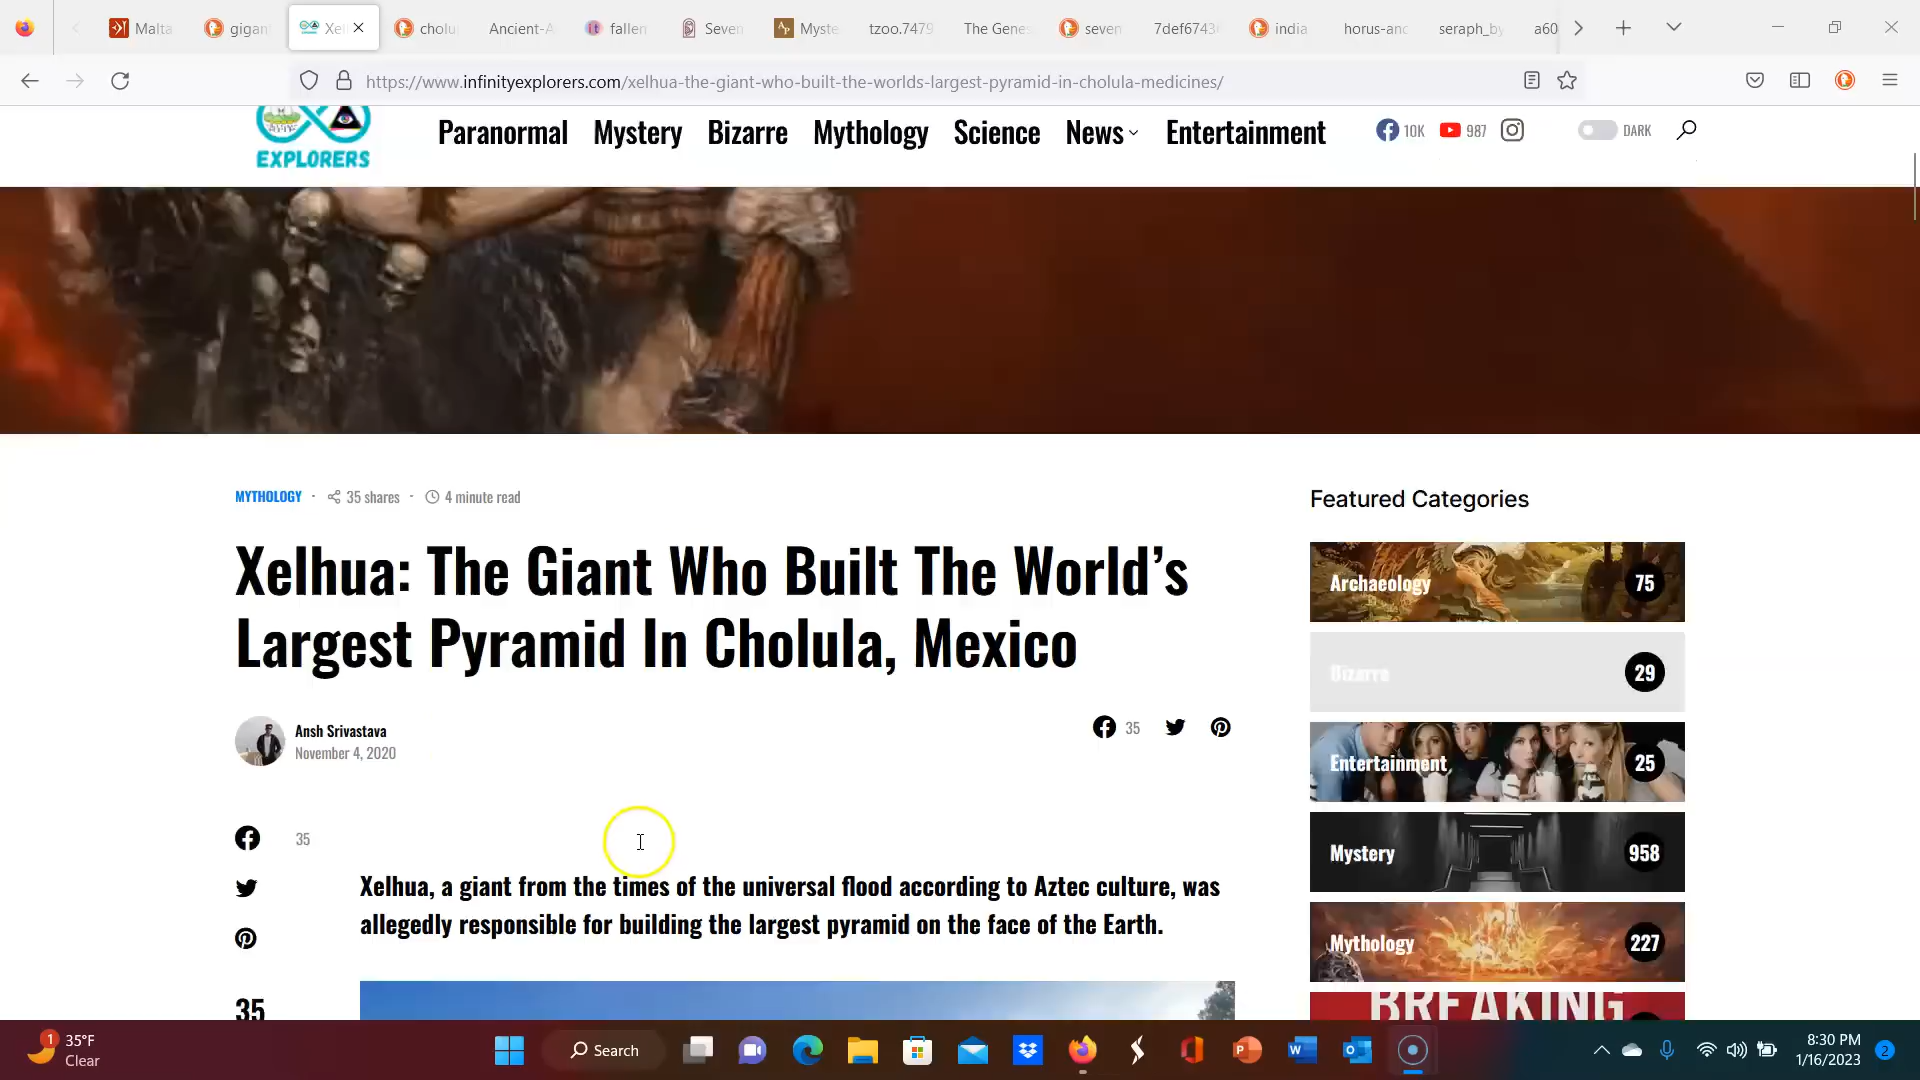 Malta
gigan
Xel
cholu
Ancient-A
fallen
Seven
Myste
tzoo.7479
The Gene
seven
7def6743
india
horus-and
seraph_by
a60
https://www.infinityexplorers.com/xelhua-the-giant-who-built-the-worlds-largest-pyramid-in-cholula-medicines/
EXPLORERS
Paranormal Mystery Bizarre Mythology Science News Entertainment
10K 987 DARK
MYTHOLOGY · 35 shares · 4 minute read
Xelhua: The Giant Who Built The World's
Largest Pyramid In Cholula, Mexico
Ansh Srivastava
November 4, 2020
35
35
Xelhua, a giant from the times of the universal flood according to Aztec culture, was
allegedly responsible for building the largest pyramid on the face of the Earth.
35
Featured Categories
Archaeology 75
Bizarre 29
Entertainment 25
Mystery 958
Mythology 227
BREAKING
1
35°F
Clear
Search
8:30 PM
1/16/2023
2